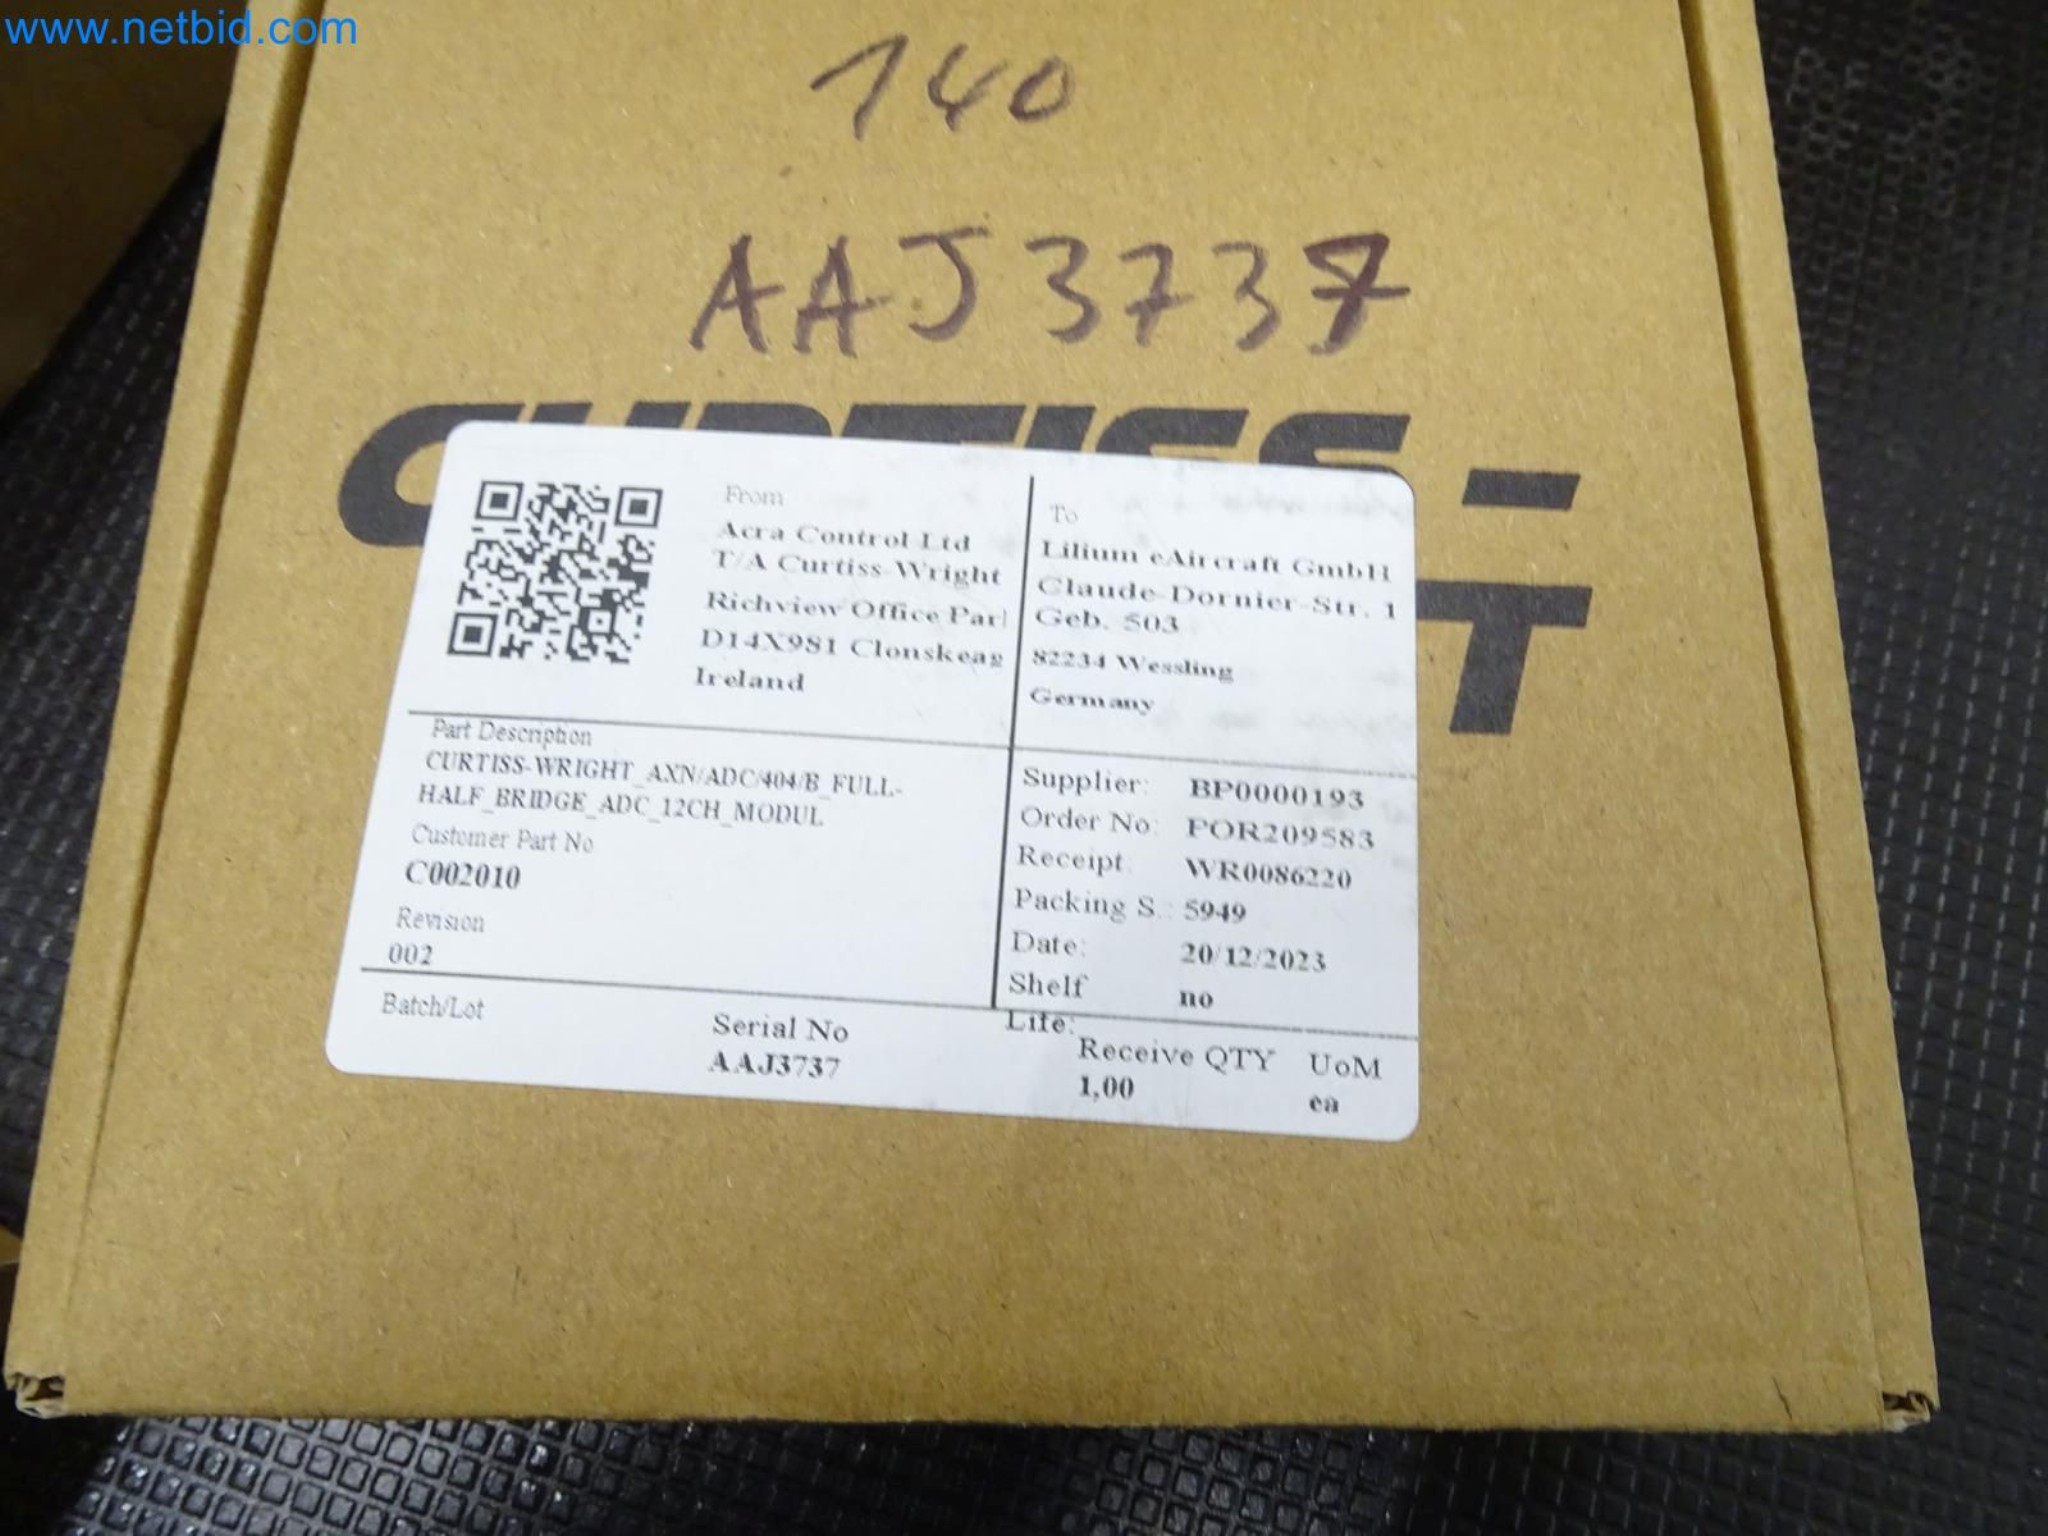 www.netbid.com
140
AAJ3737
CURTISS-
T
From
Acra Control Ltd
T/A Curtiss-Wright
Richview Office Par
D14X981 Clonskeag
Ireland
To
Lilium eAircraft GmbH
Claude-Dornier-Str. 1
Geb. 503
82234 Wessling
Germany
Part Description
CURTISS-WRIGHT_AXN/ADC/404/B_FULL-
HALF_BRIDGE_ADC_12CH_MODUL
Customer Part No
C002010
Revision
002
Supplier: BP0000193
Order No: POR209583
Receipt: WR0086220
Packing S.: 5949
Date: 20/12/2023
Shelf no
Life:
Batch/Lot
Serial No
AAJ3737
Receive QTY
1,00
UoM
ea